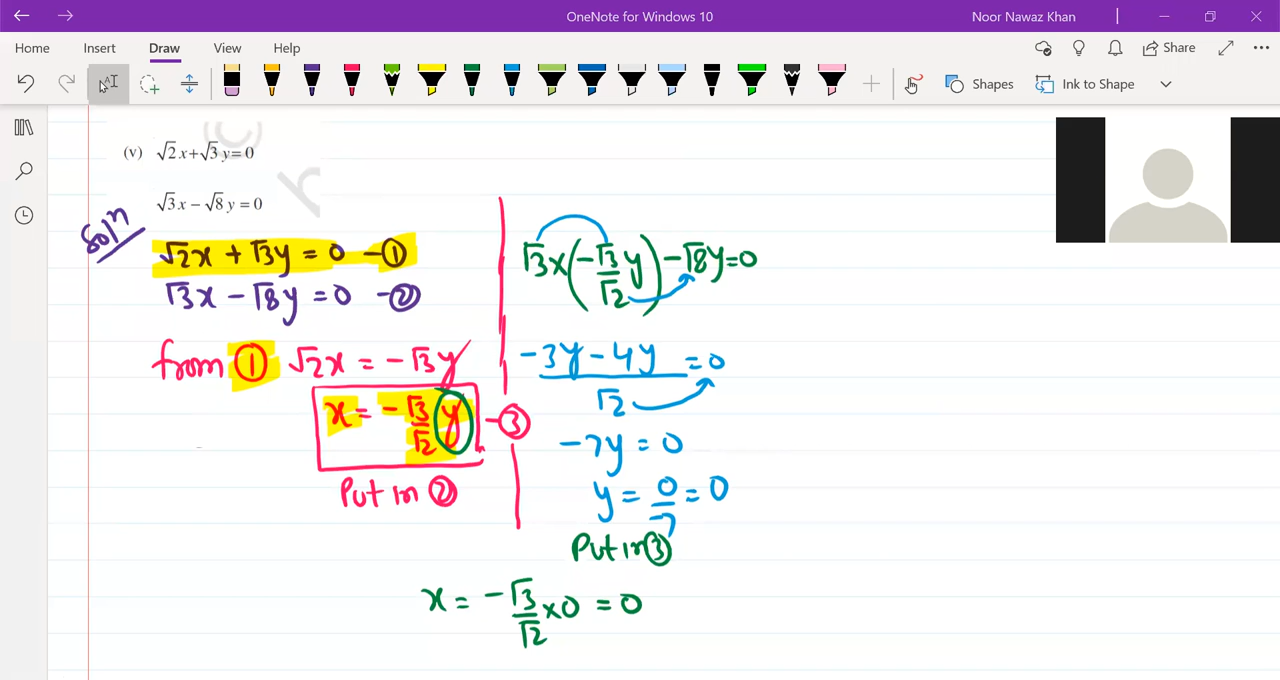 OneNote for Windows 10
Noor Nawaz Khan
Home Insert Draw View Help
Share
Shapes
Ink to Shape
(v) √2x+√3y=0
√3x−√8y=0
Soln
√2x + √3y = 0 —①
√3x − √8y = 0 —②
from ① √2x = −√3y
x = −√3/√2 y —③
Put in ②
√3x(−√3/√2 y) −√8y=0
−3y − 4y/√2 = 0
−7y = 0
y = 0/−7 = 0
Put in ③
x = −√3/√2 × 0 = 0